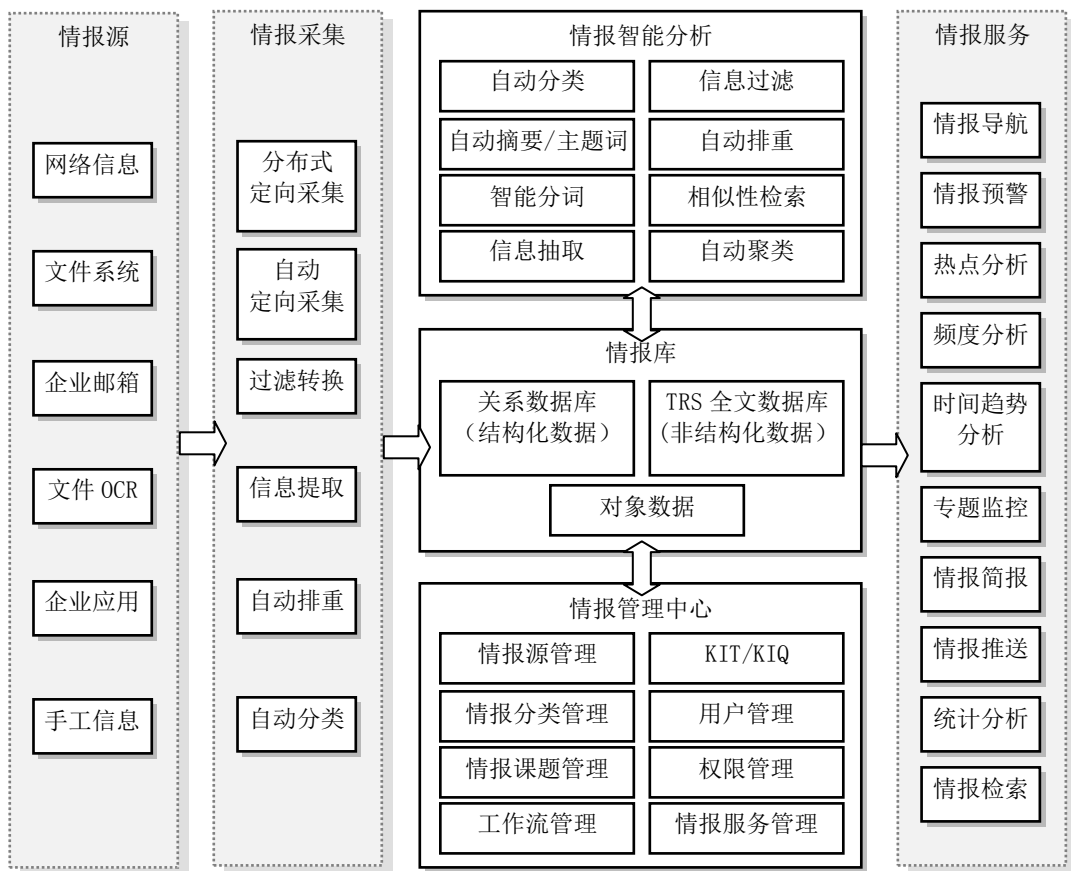 情报源
网络信息
文件系统
企业邮箱
文件 OCR
企业应用
手工信息
情报采集
分布式
定向采集
自动
定向采集
过滤转换
信息提取
自动排重
自动分类
情报智能分析
自动分类
信息过滤
自动摘要/主题词
自动排重
智能分词
相似性检索
信息抽取
自动聚类
情报库
关系数据库
（结构化数据）
TRS 全文数据库
(非结构化数据）
对象数据
情报管理中心
情报源管理
KIT/KIQ
情报分类管理
用户管理
情报课题管理
权限管理
工作流管理
情报服务管理
情报服务
情报导航
情报预警
热点分析
频度分析
时间趋势
分析
专题监控
情报简报
情报推送
统计分析
情报检索